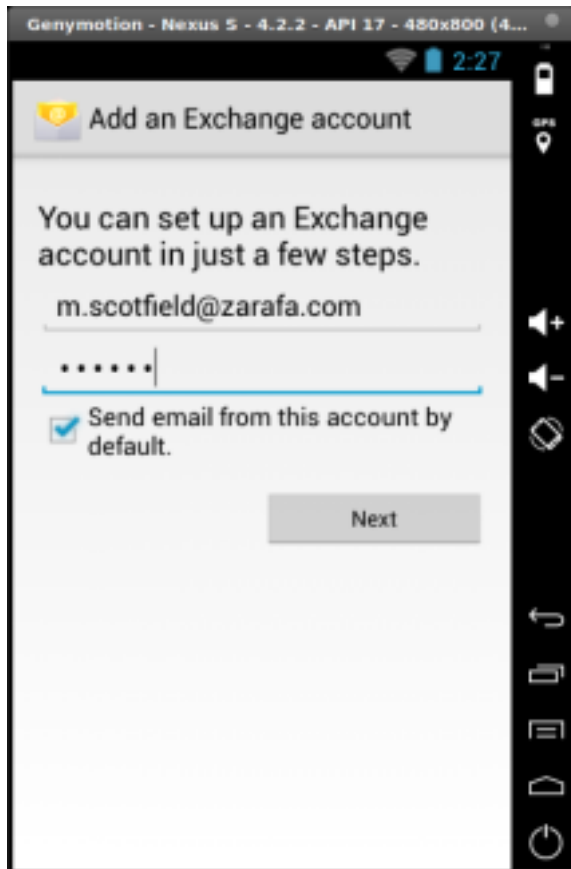 Genymotion - Nexus S - 4.2.2 - API 17 - 480x800 (4...
2:27
Add an Exchange account
GPS
You can set up an Exchange
account in just a few steps.
m.scotfield@zarafa.com
••••••
Send email from this account by
default.
Next